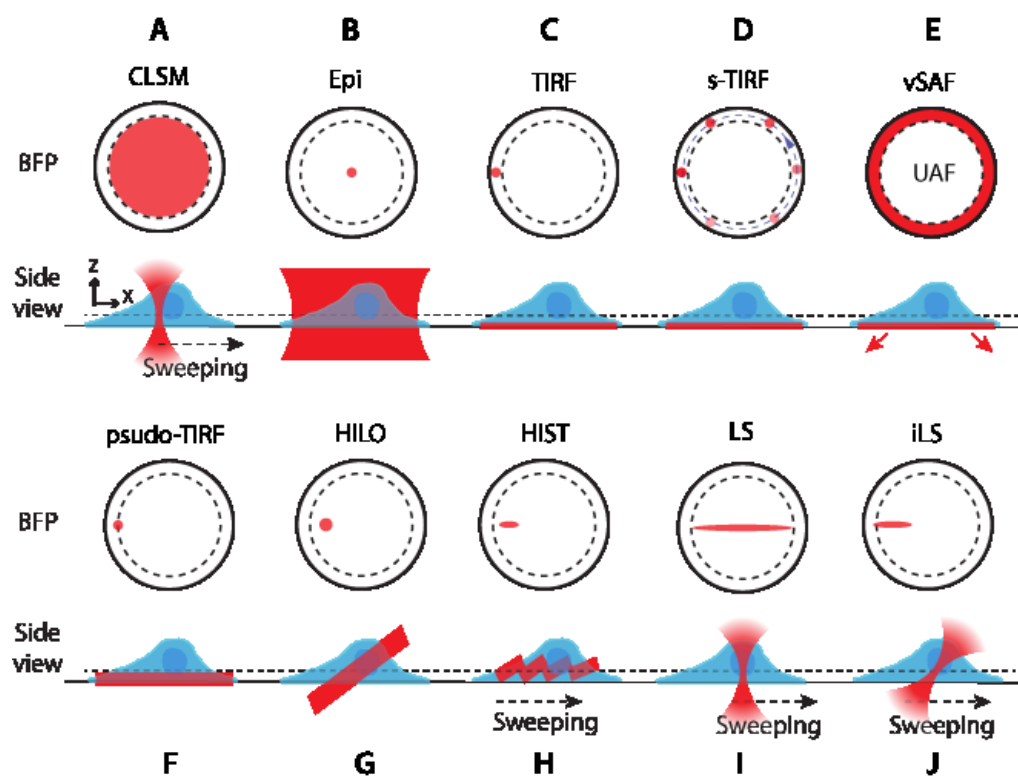 A B C D E
CLSM Epi TIRF s-TIRF vSAF
BFP UAF
Side view z x
Sweeping
psudo-TIRF HILO HIST LS iLS
BFP
Side view
Sweeping Sweeping Sweeping
F G H I J